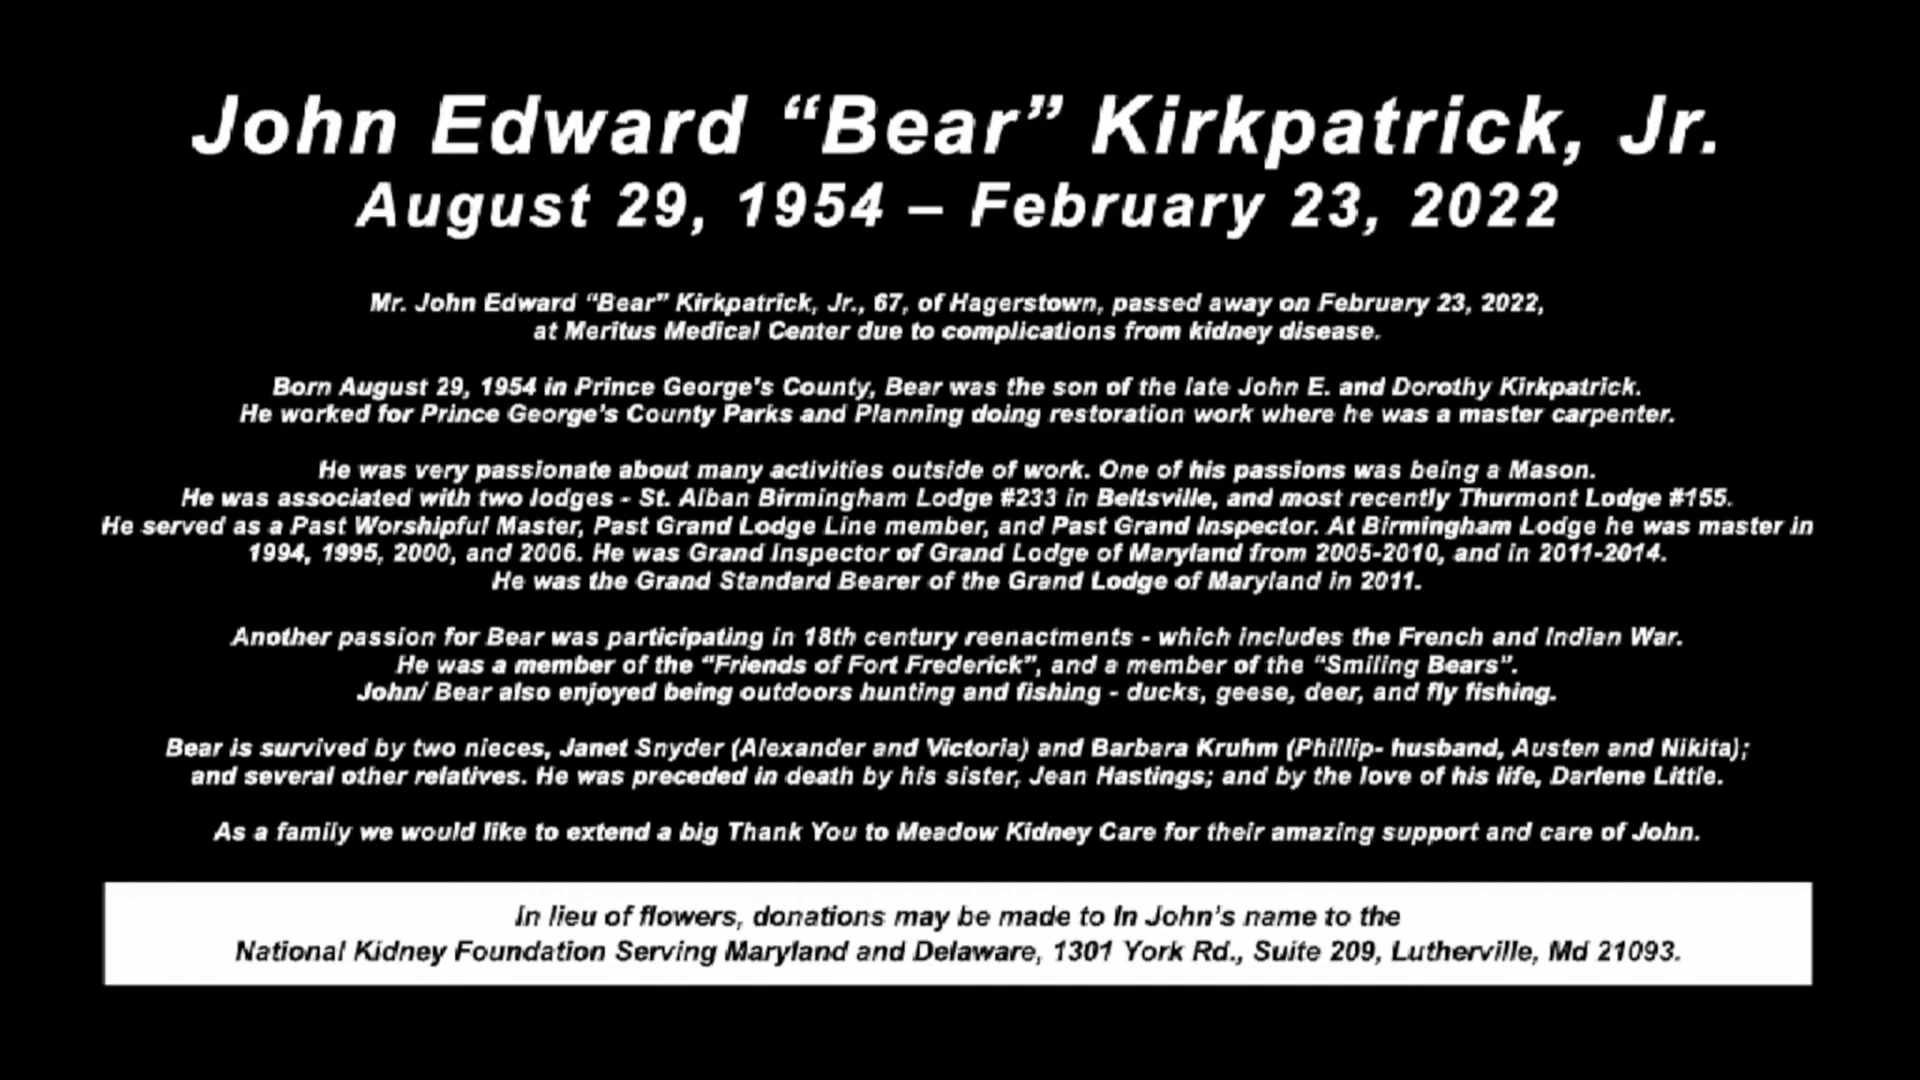 John Edward “Bear” Kirkpatrick, Jr.
August 29, 1954 – February 23, 2022
Mr. John Edward “Bear” Kirkpatrick, Jr., 67, of Hagerstown, passed away on February 23, 2022,
at Meritus Medical Center due to complications from kidney disease.
Born August 29, 1954 in Prince George's County, Bear was the son of the late John E. and Dorothy Kirkpatrick.
He worked for Prince George’s County Parks and Planning doing restoration work where he was a master carpenter.
He was very passionate about many activities outside of work. One of his passions was being a Mason.
He was associated with two lodges - St. Alban Birmingham Lodge #233 in Beltsville, and most recently Thurmont Lodge #155.
He served as a Past Worshipful Master, Past Grand Lodge Line member, and Past Grand Inspector. At Birmingham Lodge he was master in
1994, 1995, 2000, and 2006. He was Grand Inspector of Grand Lodge of Maryland from 2005-2010, and in 2011-2014.
He was the Grand Standard Bearer of the Grand Lodge of Maryland in 2011.
Another passion for Bear was participating in 18th century reenactments - which includes the French and Indian War.
He was a member of the “Friends of Fort Frederick”, and a member of the “Smiling Bears”.
John/ Bear also enjoyed being outdoors hunting and fishing - ducks, geese, deer, and fly fishing.
Bear is survived by two nieces, Janet Snyder (Alexander and Victoria) and Barbara Kruhm (Phillip- husband, Austen and Nikita);
and several other relatives. He was preceded in death by his sister, Jean Hastings; and by the love of his life, Darlene Little.
As a family we would like to extend a big Thank You to Meadow Kidney Care for their amazing support and care of John.
In lieu of flowers, donations may be made to In John’s name to the
National Kidney Foundation Serving Maryland and Delaware, 1301 York Rd., Suite 209, Lutherville, Md 21093.